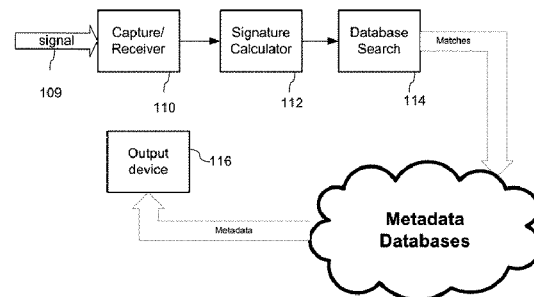 signal
Capture/
Receiver
Signature
Calculator
Database
Search
Matches
109
110
112
114
Output
device
116
Metadata
Metadata
Databases